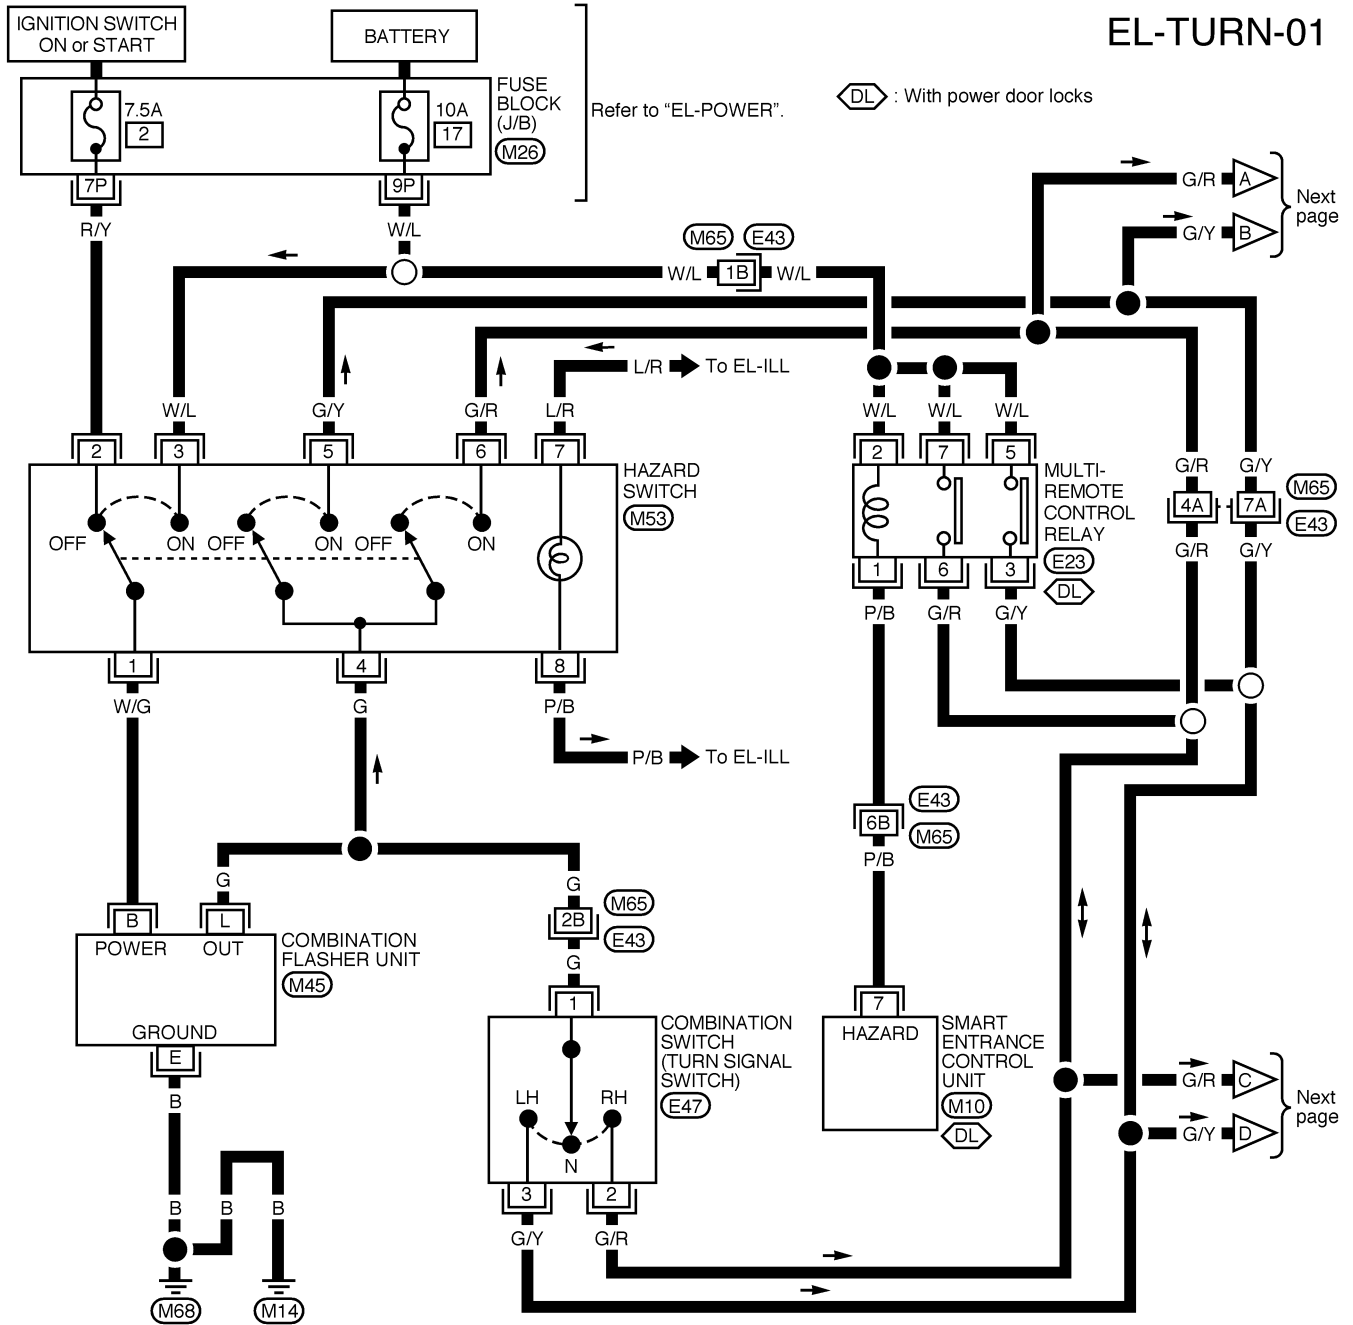 IGNITION SWITCH
ON or START
BATTERY
EL-TURN-01
7.5A
2
10A
17
FUSE
BLOCK
(J/B)
M26
Refer to “EL-POWER”.
DL : With power door locks
7P
9P
R/Y
W/L
G/R A
G/Y B
Next
page
M65 E43
W/L 1B W/L
L/R To EL-ILL
W/L G/Y G/R L/R W/L W/L W/L
2 3 5 6 7
2 7 5
HAZARD
SWITCH
M53
OFF ON OFF ON OFF ON
MULTI-
REMOTE
CONTROL
RELAY
E23
DL
G/R G/Y
4A 7A
M65
E43
G/R G/Y
1 6 3
P/B G/R G/Y
1 4 8
W/G G P/B
P/B To EL-ILL
6B
E43
M65
P/B
G
G
B L
POWER OUT
COMBINATION
FLASHER UNIT
M45
GROUND
E
2B
M65
E43
G
1
COMBINATION
SWITCH
(TURN SIGNAL
SWITCH)
E47
LH RH
N
3 2
G/Y G/R
7
HAZARD
SMART
ENTRANCE
CONTROL
UNIT
M10
DL
G/R C
G/Y D
Next
page
B
B B B
M68 M14